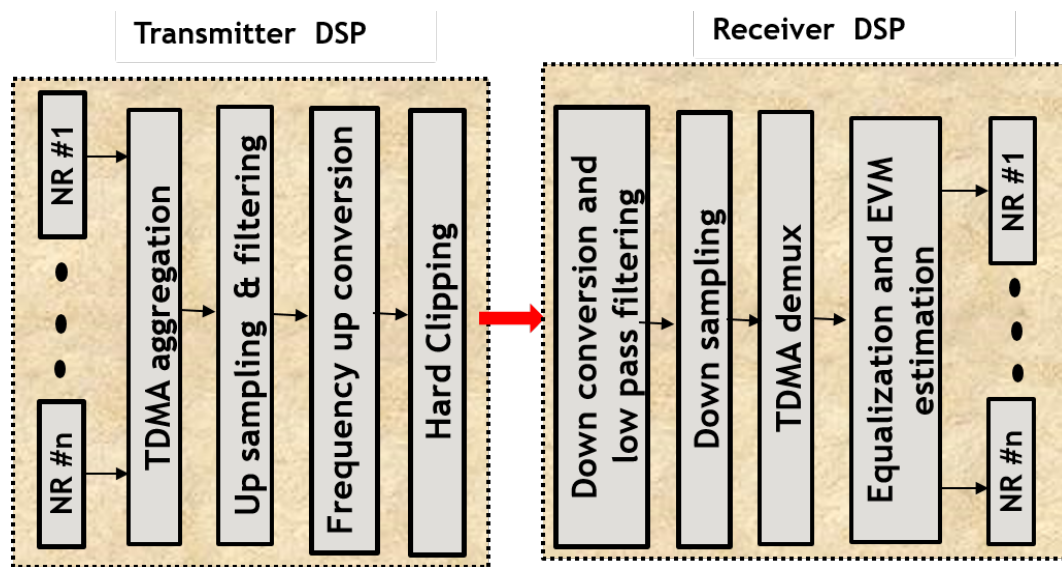 Transmitter DSP
NR #1
NR #n
TDMA aggregation
Up sampling & filtering
Frequency up conversion
Hard Clipping
Receiver DSP
Down conversion and
low pass filtering
Down sampling
TDMA demux
Equalization and EVM
estimation
NR #1
NR #n